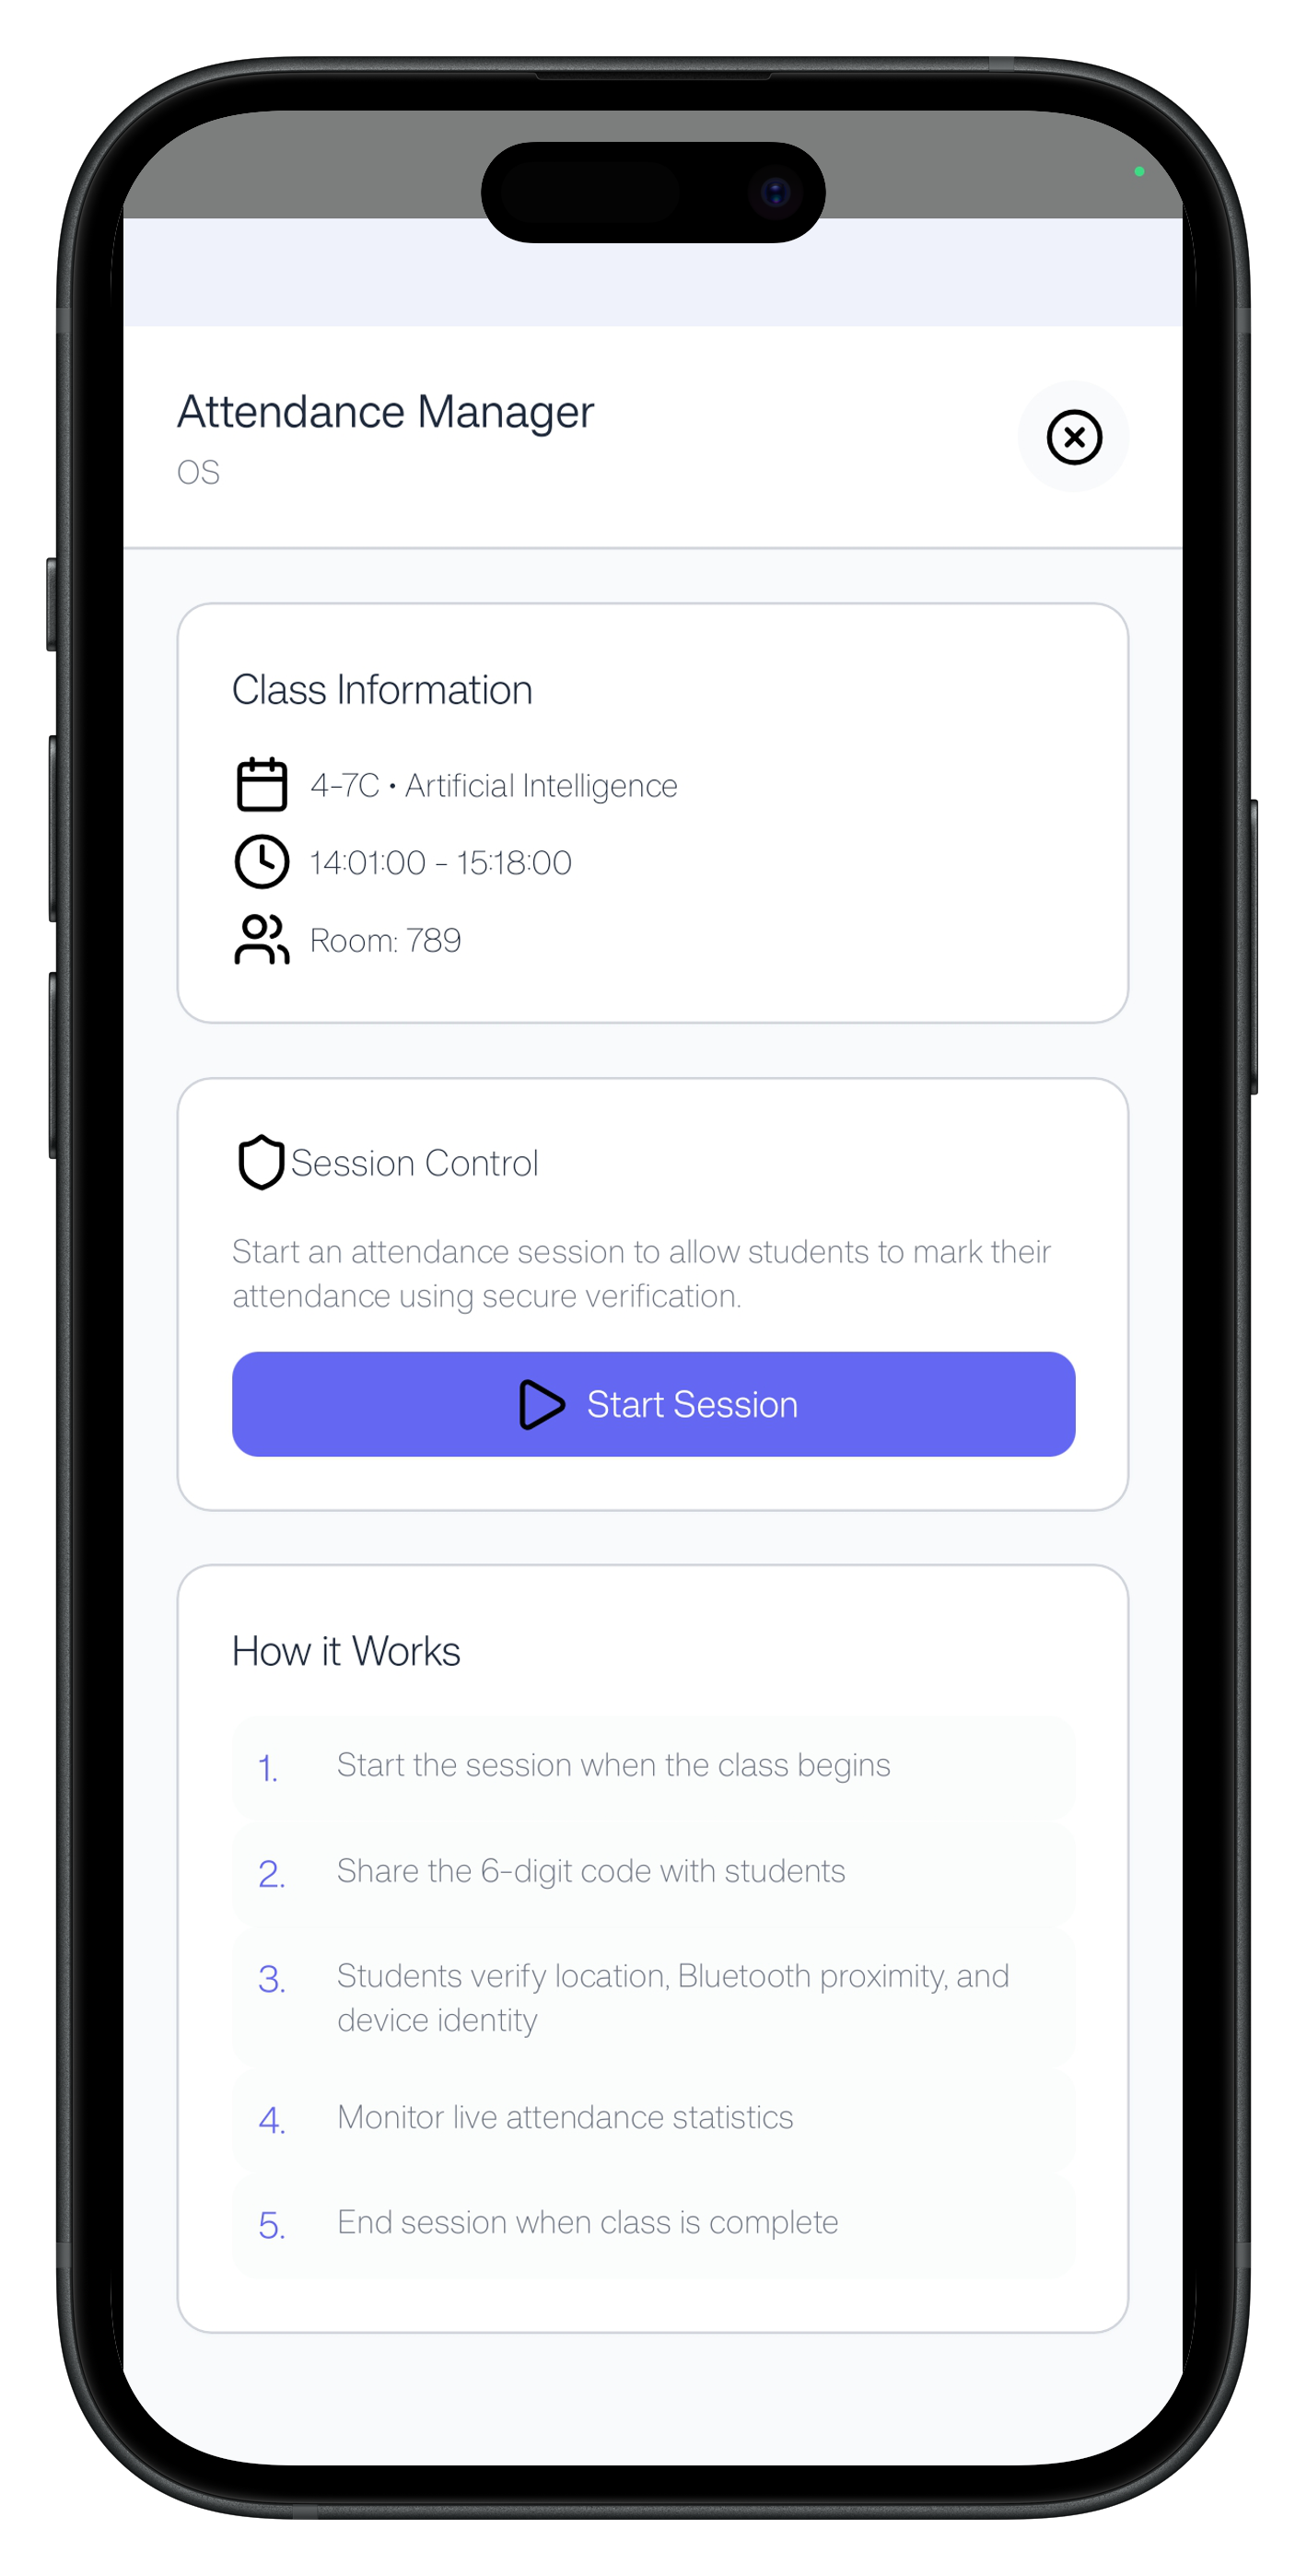 Attendance Manager
OS
Class Information
4-7C • Artificial Intelligence
14:01:00 - 15:18:00
Room: 789
Session Control
Start an attendance session to allow students to mark their
attendance using secure verification.
Start Session
How it Works
1. Start the session when the class begins
2. Share the 6-digit code with students
3. Students verify location, Bluetooth proximity, and
device identity
4. Monitor live attendance statistics
5. End session when class is complete